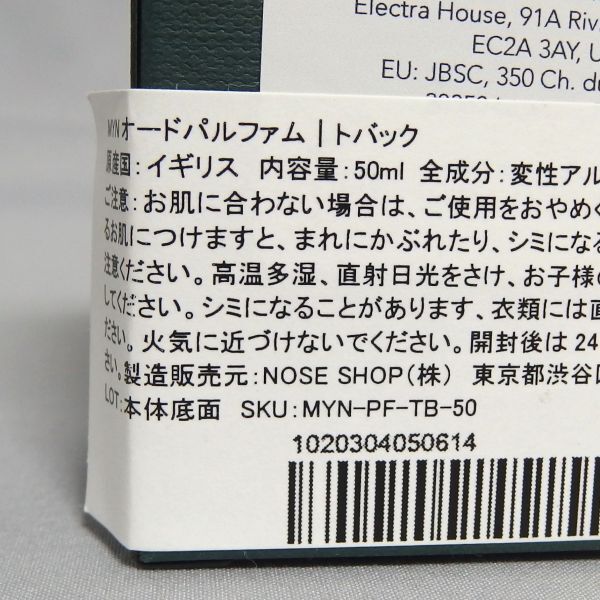 Electra House, 91A Riv
EC2A 3AY, U
EU: JBSC, 350 Ch. du
MYN オードパルファム | トバック
原産国：イギリス 内容量：50ml 全成分：変性アル
ご注意：お肌に合わない場合は、ご使用をおやめく
るお肌につけますと、まれにかぶれたり、シミになる
注意ください。高温多湿、直射日光をさけ、お子様の
してください。シミになることがあります、衣類には直
ださい。火気に近づけないでください。開封後は24
さい。製造販売元：NOSE SHOP(株) 東京都渋谷区
LOT：本体底面 SKU：MYN-PF-TB-50
1020304050614